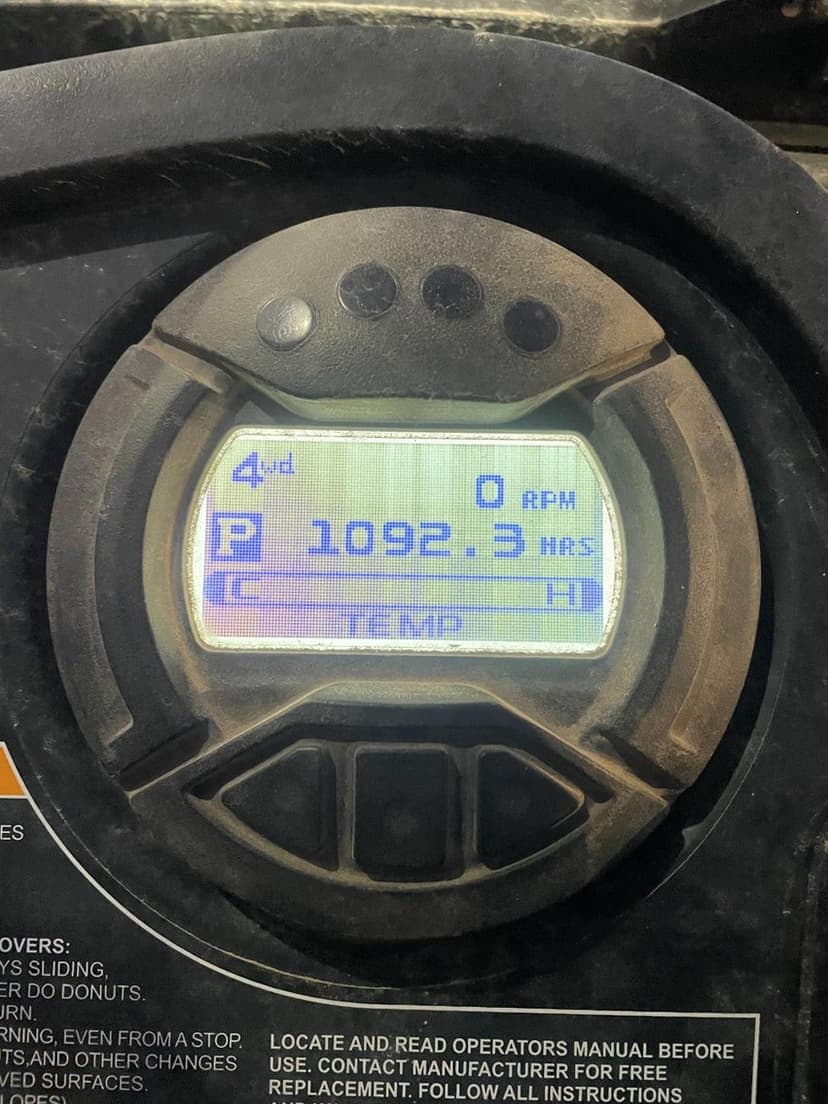 4wd
0 RPM
P 1092.3 HRS
C H
TEMP
ES
OVERS:
YS SLIDING,
ER DO DONUTS.
URN.
RNING, EVEN FROM A STOP.
UTS,AND OTHER CHANGES
VED SURFACES.
LOPES)
LOCATE AND READ OPERATORS MANUAL BEFORE
USE. CONTACT MANUFACTURER FOR FREE
REPLACEMENT. FOLLOW ALL INSTRUCTIONS